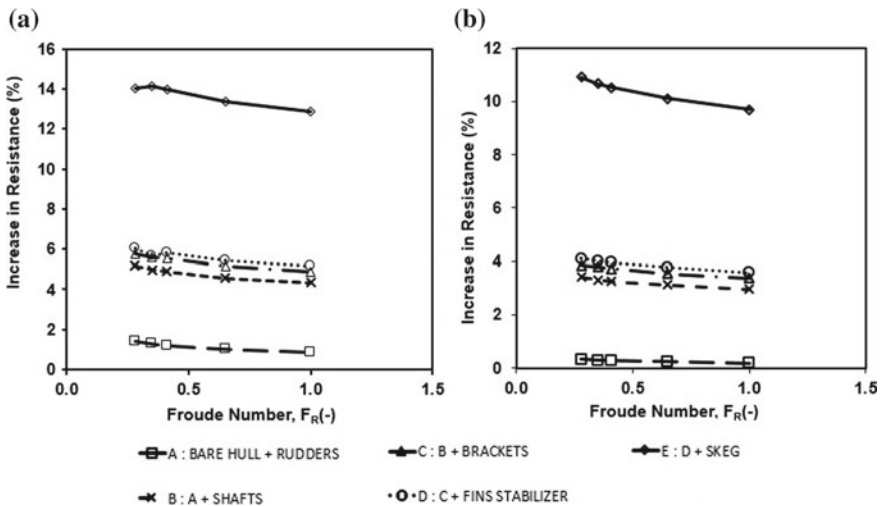 (a)
16
14
12
10
8
6
4
2
0
Increase in Resistance (%)
0.0 0.5 1.0 1.5
Froude Number, FR(-)
(b)
12
10
8
6
4
2
0
Increase in Resistance (%)
0.0 0.5 1.0 1.5
Froude Number, FR(-)
A : BARE HULL + RUDDERS
C : B + BRACKETS
E : D + SKEG
B : A + SHAFTS
D : C + FINS STABILIZER